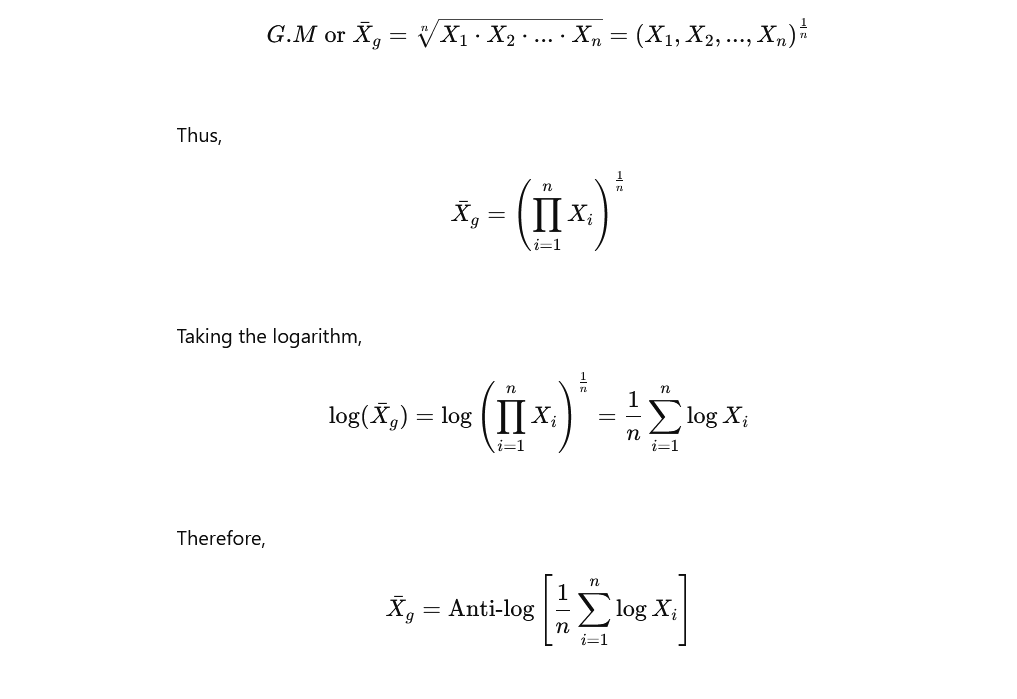 G.M or X̄_g = ⁿ√(X₁ · X₂ · ... · Xₙ) = (X₁, X₂, ..., Xₙ)^(1/n)
Thus,
X̄_g = (∏_{i=1}^{n} X_i)^(1/n)
Taking the logarithm,
log(X̄_g) = log (∏_{i=1}^{n} X_i)^(1/n) = 1/n ∑_{i=1}^{n} log X_i
Therefore,
X̄_g = Anti-log [1/n ∑_{i=1}^{n} log X_i]